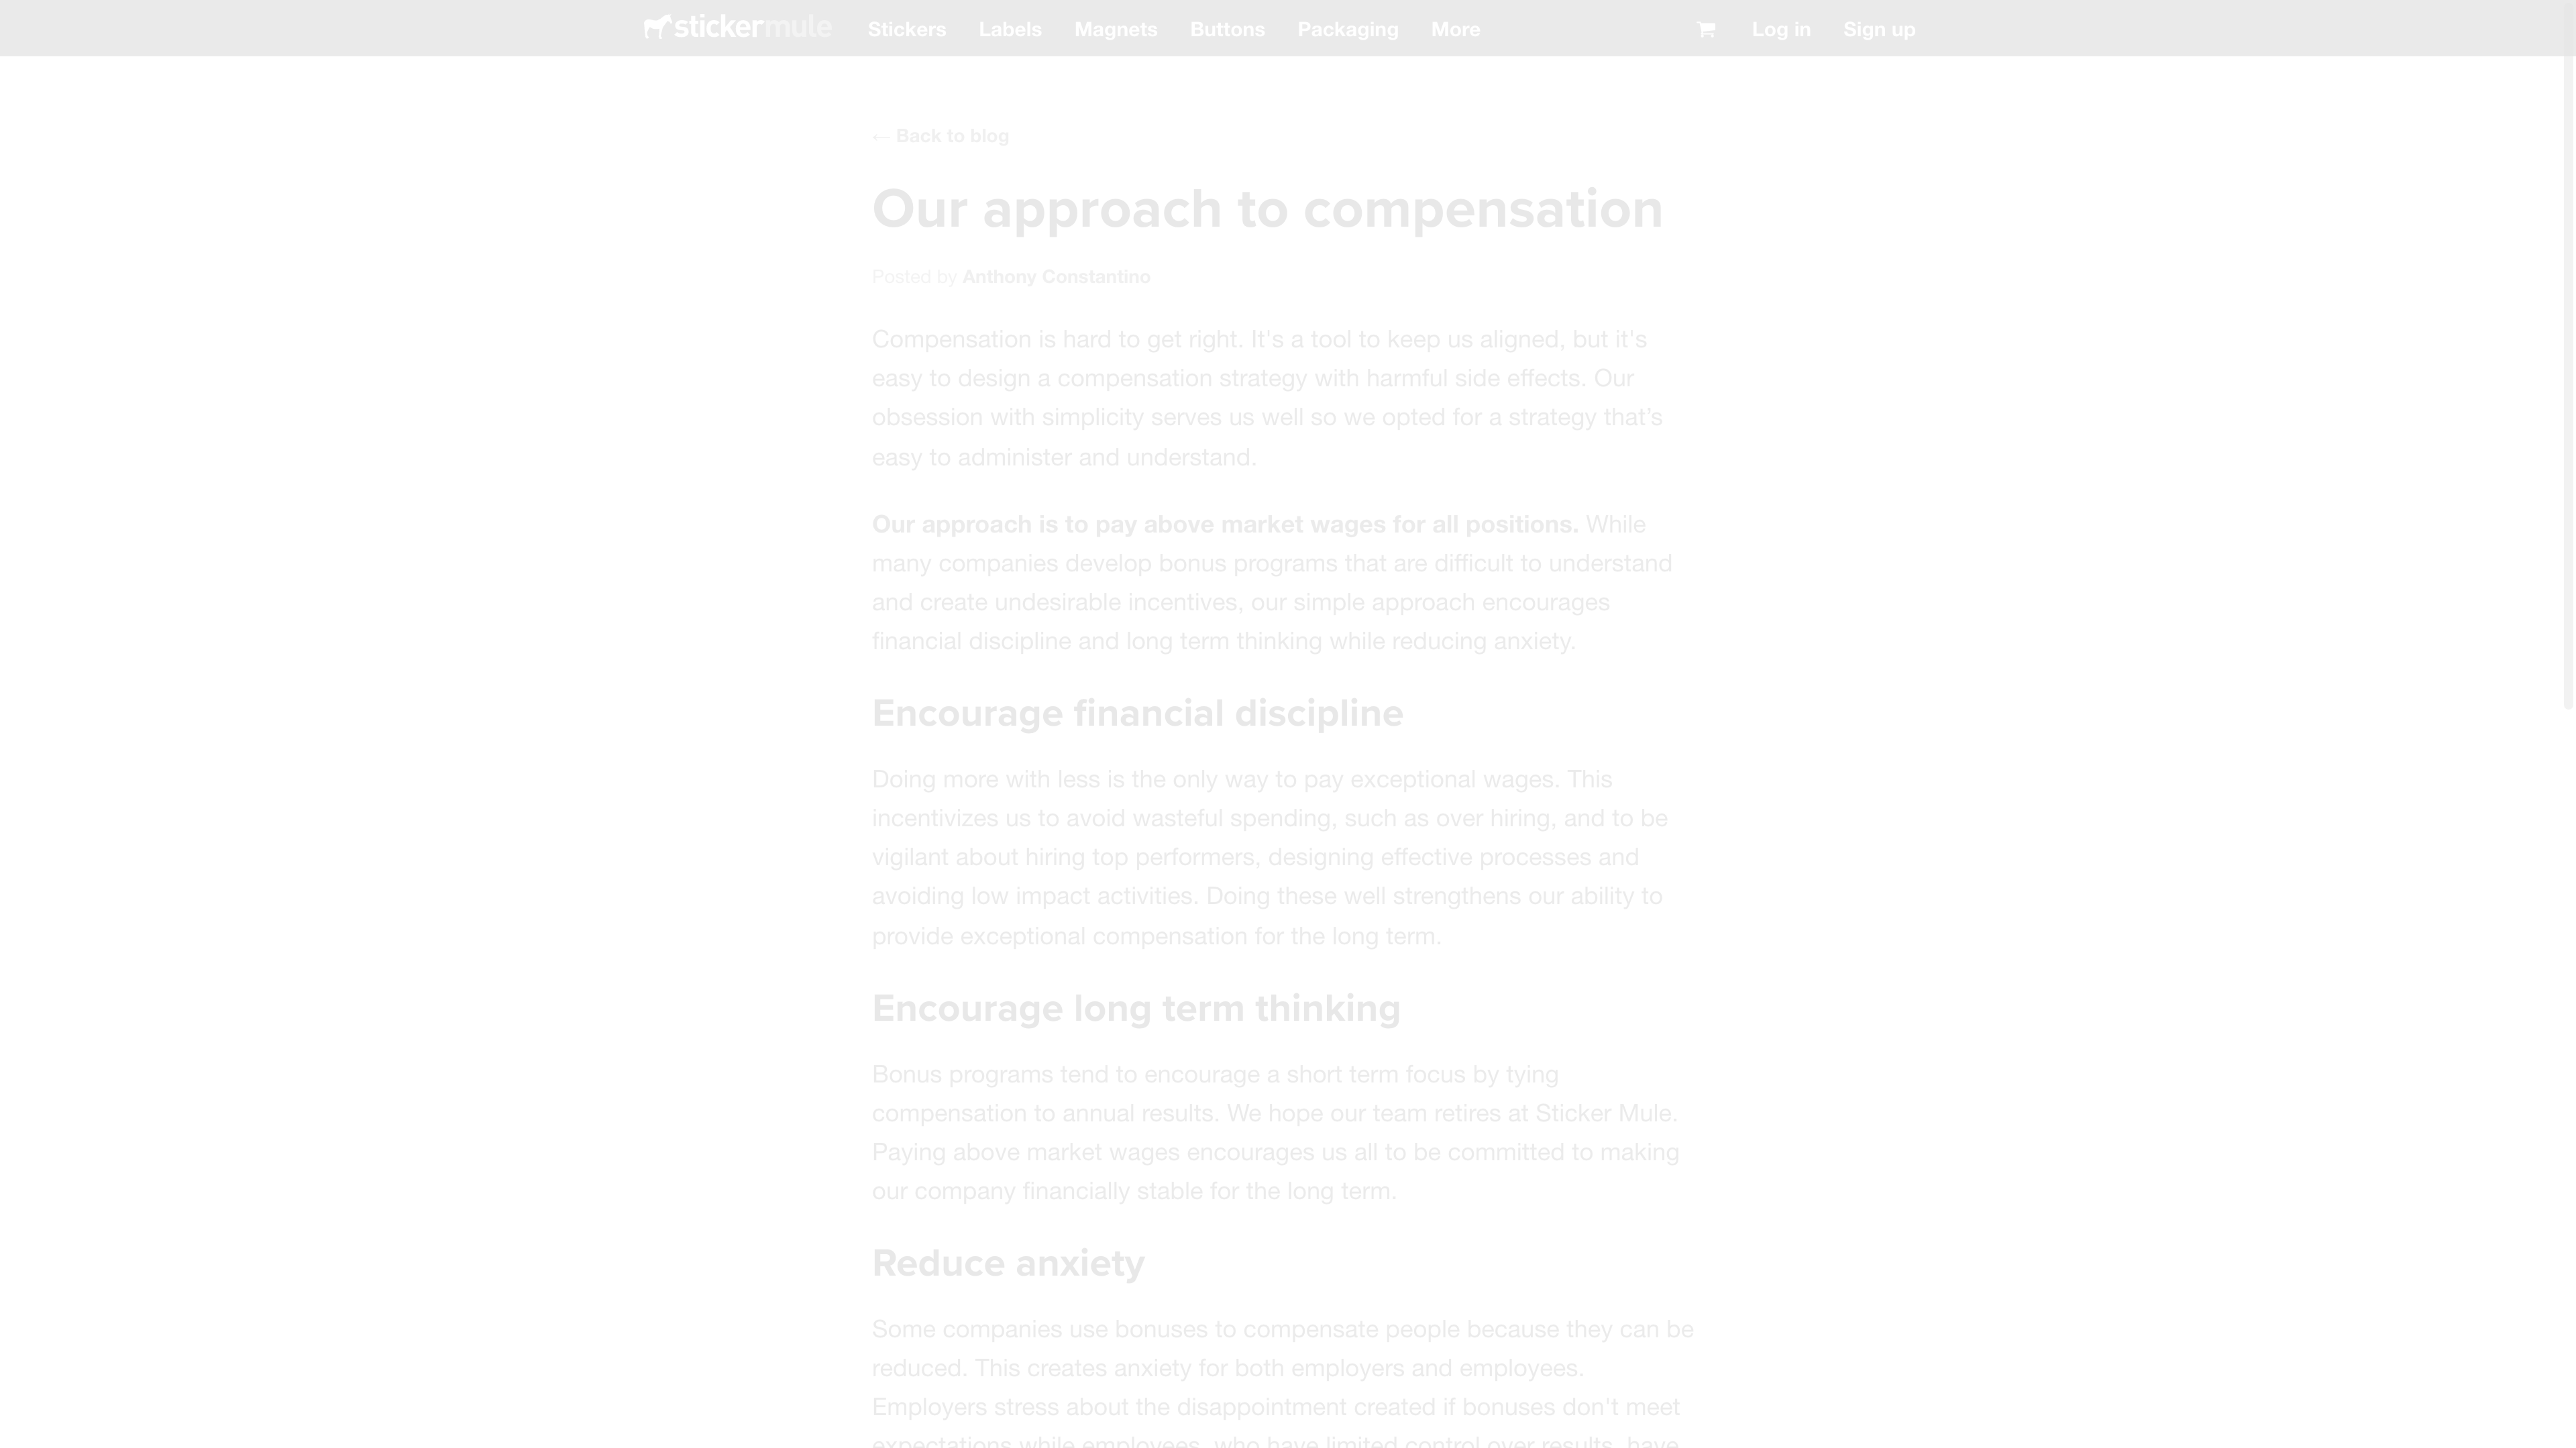 stickermule Stickers Labels Magnets Buttons Packaging More Log in Sign up
← Back to blog
Our approach to compensation
Posted by Anthony Constantino
Compensation is hard to get right. It's a tool to keep us aligned, but it's
easy to design a compensation strategy with harmful side effects. Our
obsession with simplicity serves us well so we opted for a strategy that’s
easy to administer and understand.
Our approach is to pay above market wages for all positions. While
many companies develop bonus programs that are difficult to understand
and create undesirable incentives, our simple approach encourages
financial discipline and long term thinking while reducing anxiety.
Encourage financial discipline
Doing more with less is the only way to pay exceptional wages. This
incentivizes us to avoid wasteful spending, such as over hiring, and to be
vigilant about hiring top performers, designing effective processes and
avoiding low impact activities. Doing these well strengthens our ability to
provide exceptional compensation for the long term.
Encourage long term thinking
Bonus programs tend to encourage a short term focus by tying
compensation to annual results. We hope our team retires at Sticker Mule.
Paying above market wages encourages us all to be committed to making
our company financially stable for the long term.
Reduce anxiety
Some companies use bonuses to compensate people because they can be
reduced. This creates anxiety for both employers and employees.
Employers stress about the disappointment created if bonuses don't meet
expectations while employees, who have limited control over results, have